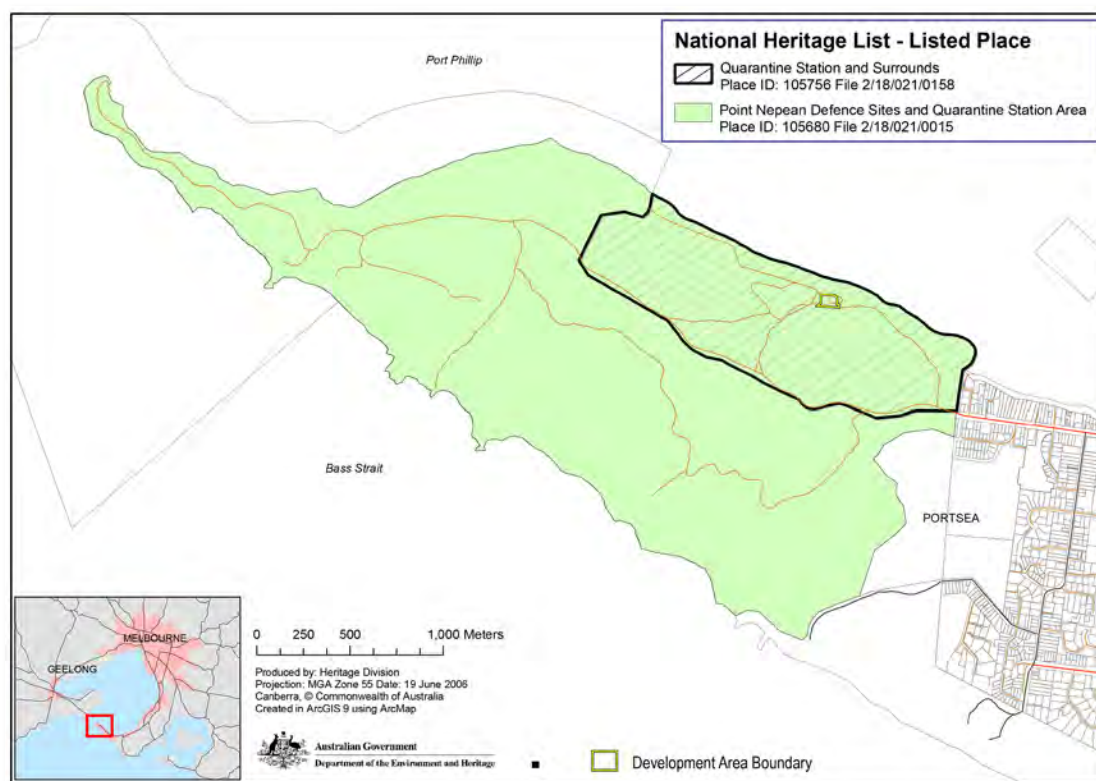 National Heritage List - Listed Place
Quarantine Station and Surrounds
Place ID: 105756 File 2/18/021/0158
Point Nepean Defence Sites and Quarantine Station Area
Place ID: 105680 File 2/18/021/0015
Port Phillip
Bass Strait
PORTSEA
MELBOURNE
GEELONG
0 250 500 1,000 Meters
Produced by: Heritage Division
Projection: MGA Zone 55 Date: 19 June 2006
Canberra, © Commonwealth of Australia
Created in ArcGIS 9 using ArcMap
Australian Government
Department of the Environment and Heritage
Development Area Boundary